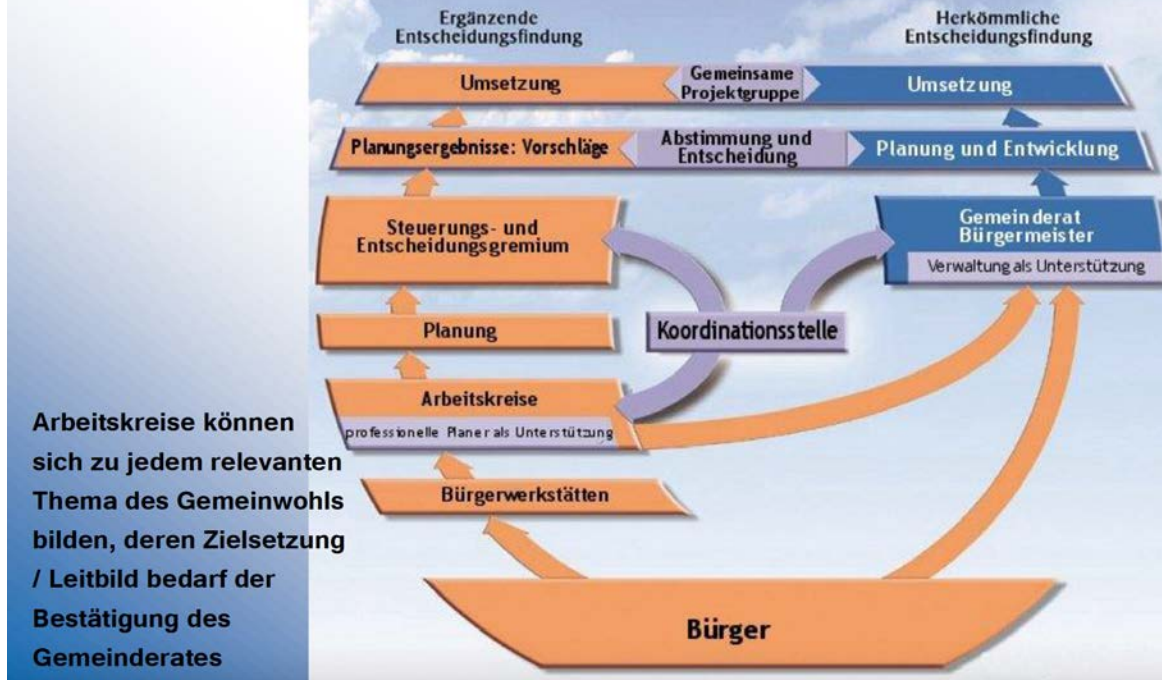 Ergänzende
Entscheidungsfindung
Herkömmliche
Entscheidungsfindung
Umsetzung
Gemeinsame
Projektgruppe
Umsetzung
Planungsergebnisse: Vorschläge
Abstimmung und
Entscheidung
Planung und Entwicklung
Steuerungs- und
Entscheidungsgremium
Gemeinderat
Bürgermeister
Verwaltung als Unterstützung
Planung
Koordinationsstelle
Arbeitskreise
professionelle Planer als Unterstützung
Bürgerwerkstätten
Bürger
Arbeitskreise können
sich zu jedem relevanten
Thema des Gemeinwohls
bilden, deren Zielsetzung
/ Leitbild bedarf der
Bestätigung des
Gemeinderates